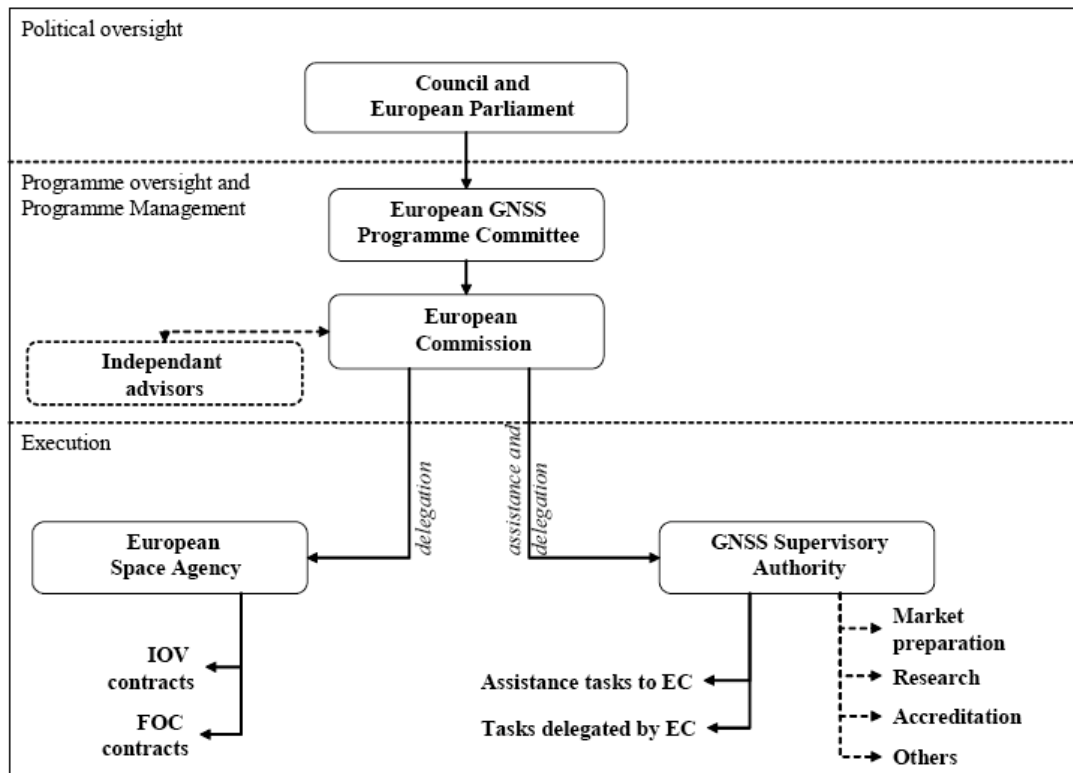 Political oversight
Council and
European Parliament
Programme oversight and
Programme Management
European GNSS
Programme Committee
European
Commission
Independant
advisors
Execution
delegation
assistance and
delegation
European
Space Agency
GNSS Supervisory
Authority
IOV
contracts
FOC
contracts
Assistance tasks to EC
Tasks delegated by EC
Market
preparation
Research
Accreditation
Others